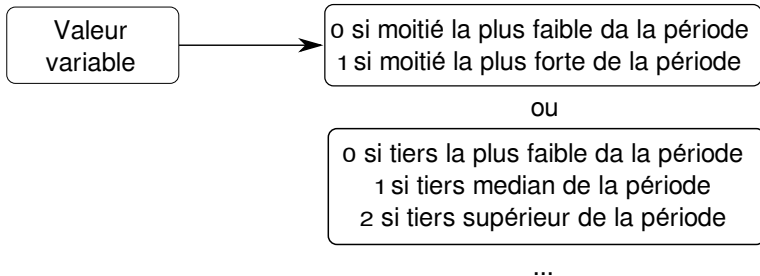 Valeur
variable
0 si moitié la plus faible da la période
1 si moitié la plus forte de la période
ou
0 si tiers la plus faible da la période
1 si tiers median de la période
2 si tiers supérieur de la période
...